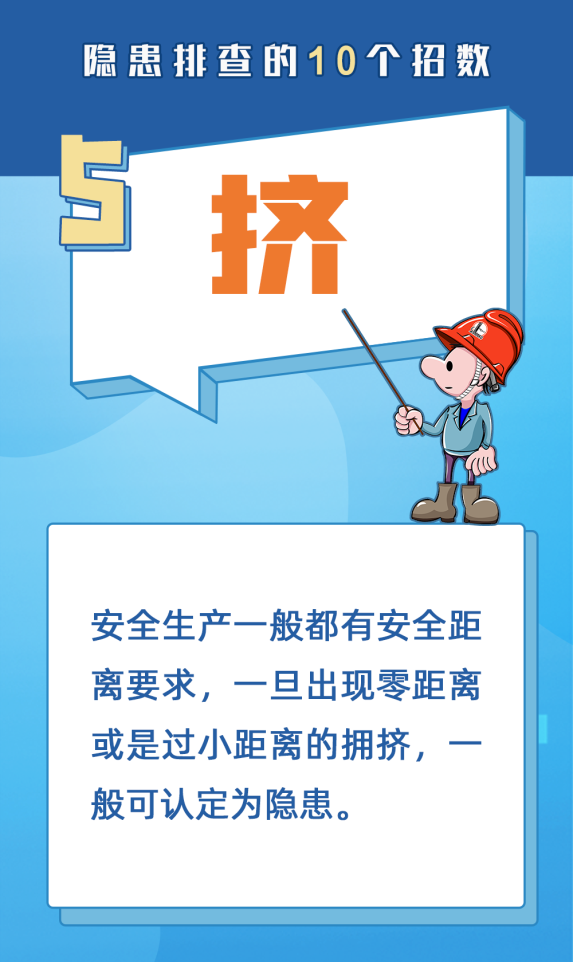 隐患排查的10个招数
5
挤
安全生产一般都有安全距
离要求，一旦出现零距离
或是过小距离的拥挤，一
般可认定为隐患。